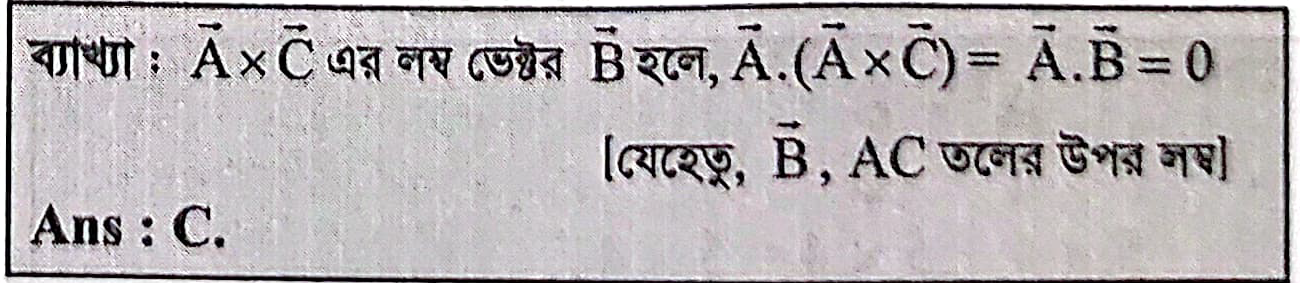 ব্যাখ্যা : A⃗×C⃗ এর লম্ব ভেক্টর B⃗ হলে, A⃗.(A⃗×C⃗) = A⃗.B⃗ = 0
[যেহেতু, B⃗, AC তলের উপর লম্ব]
Ans : C.